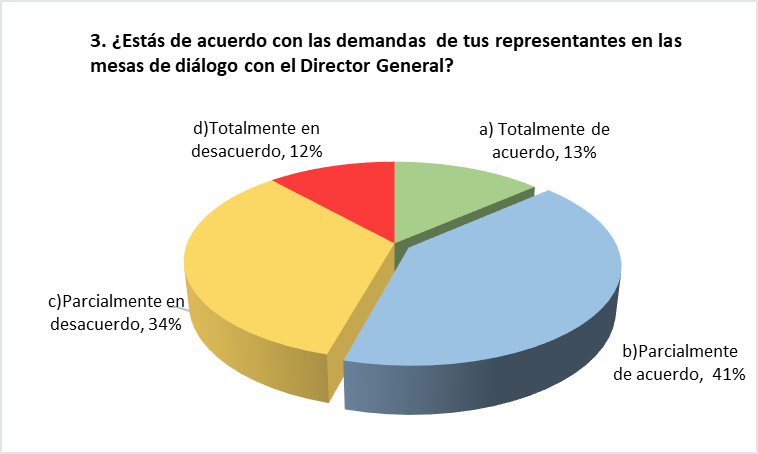 3. ¿Estás de acuerdo con las demandas  de tus representantes en las
mesas de diálogo con el Director General?
d)Totalmente en
desacuerdo, 12%
a) Totalmente de
acuerdo, 13%
c)Parcialmente en
desacuerdo, 34%
b)Parcialmente
de acuerdo,  41%